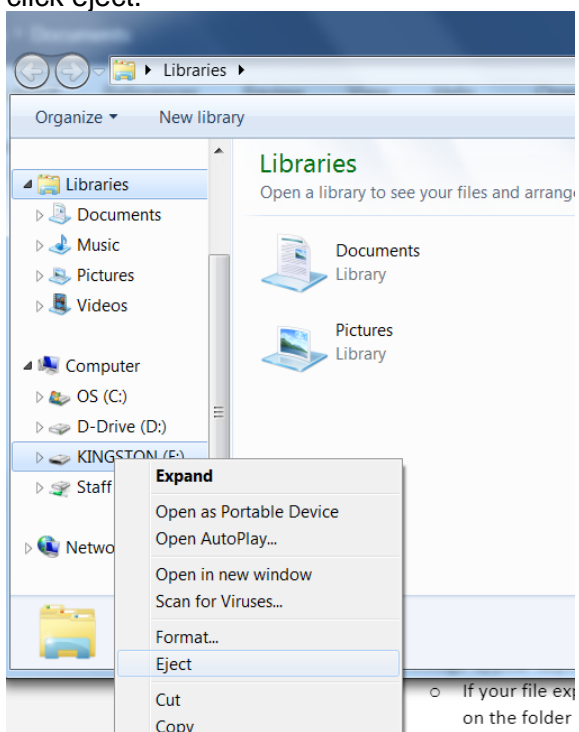 click eject.
Libraries
Organize New library
Libraries
Open a library to see your files and arrang
Libraries
Documents
Music
Pictures
Videos
Documents
Library
Pictures
Library
Computer
OS (C:)
D-Drive (D:)
KINGSTON (F:)
Staff
Netwo
Expand
Open as Portable Device
Open AutoPlay...
Open in new window
Scan for Viruses...
Format...
Eject
Cut
Copy
If your file exp
on the folder